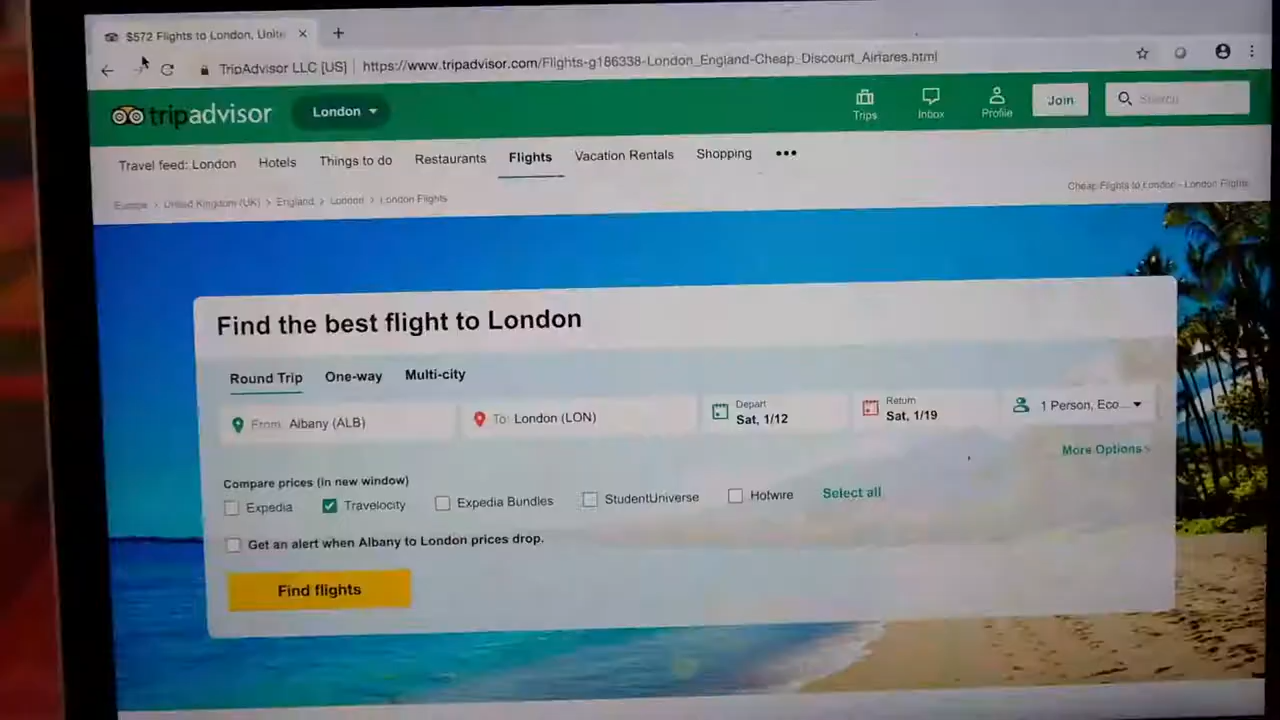 $572 Flights to London, Unite
TripAdvisor LLC [US] | https://www.tripadvisor.com/Flights-g186338-London_England-Cheap_Discount_Airfares.html
tripadvisor London Trips Inbox Profile Join Search
Travel feed: London Hotels Things to do Restaurants Flights Vacation Rentals Shopping •••
Europe > United Kingdom (UK) > England > London > London Flights Cheap Flights to London - London Flights
Find the best flight to London
Round Trip One-way Multi-city
From: Albany (ALB) To: London (LON) Depart Sat, 1/12 Return Sat, 1/19 1 Person, Eco...
More Options
Compare prices (in new window)
Expedia Travelocity Expedia Bundles StudentUniverse Hotwire Select all
Get an alert when Albany to London prices drop.
Find flights